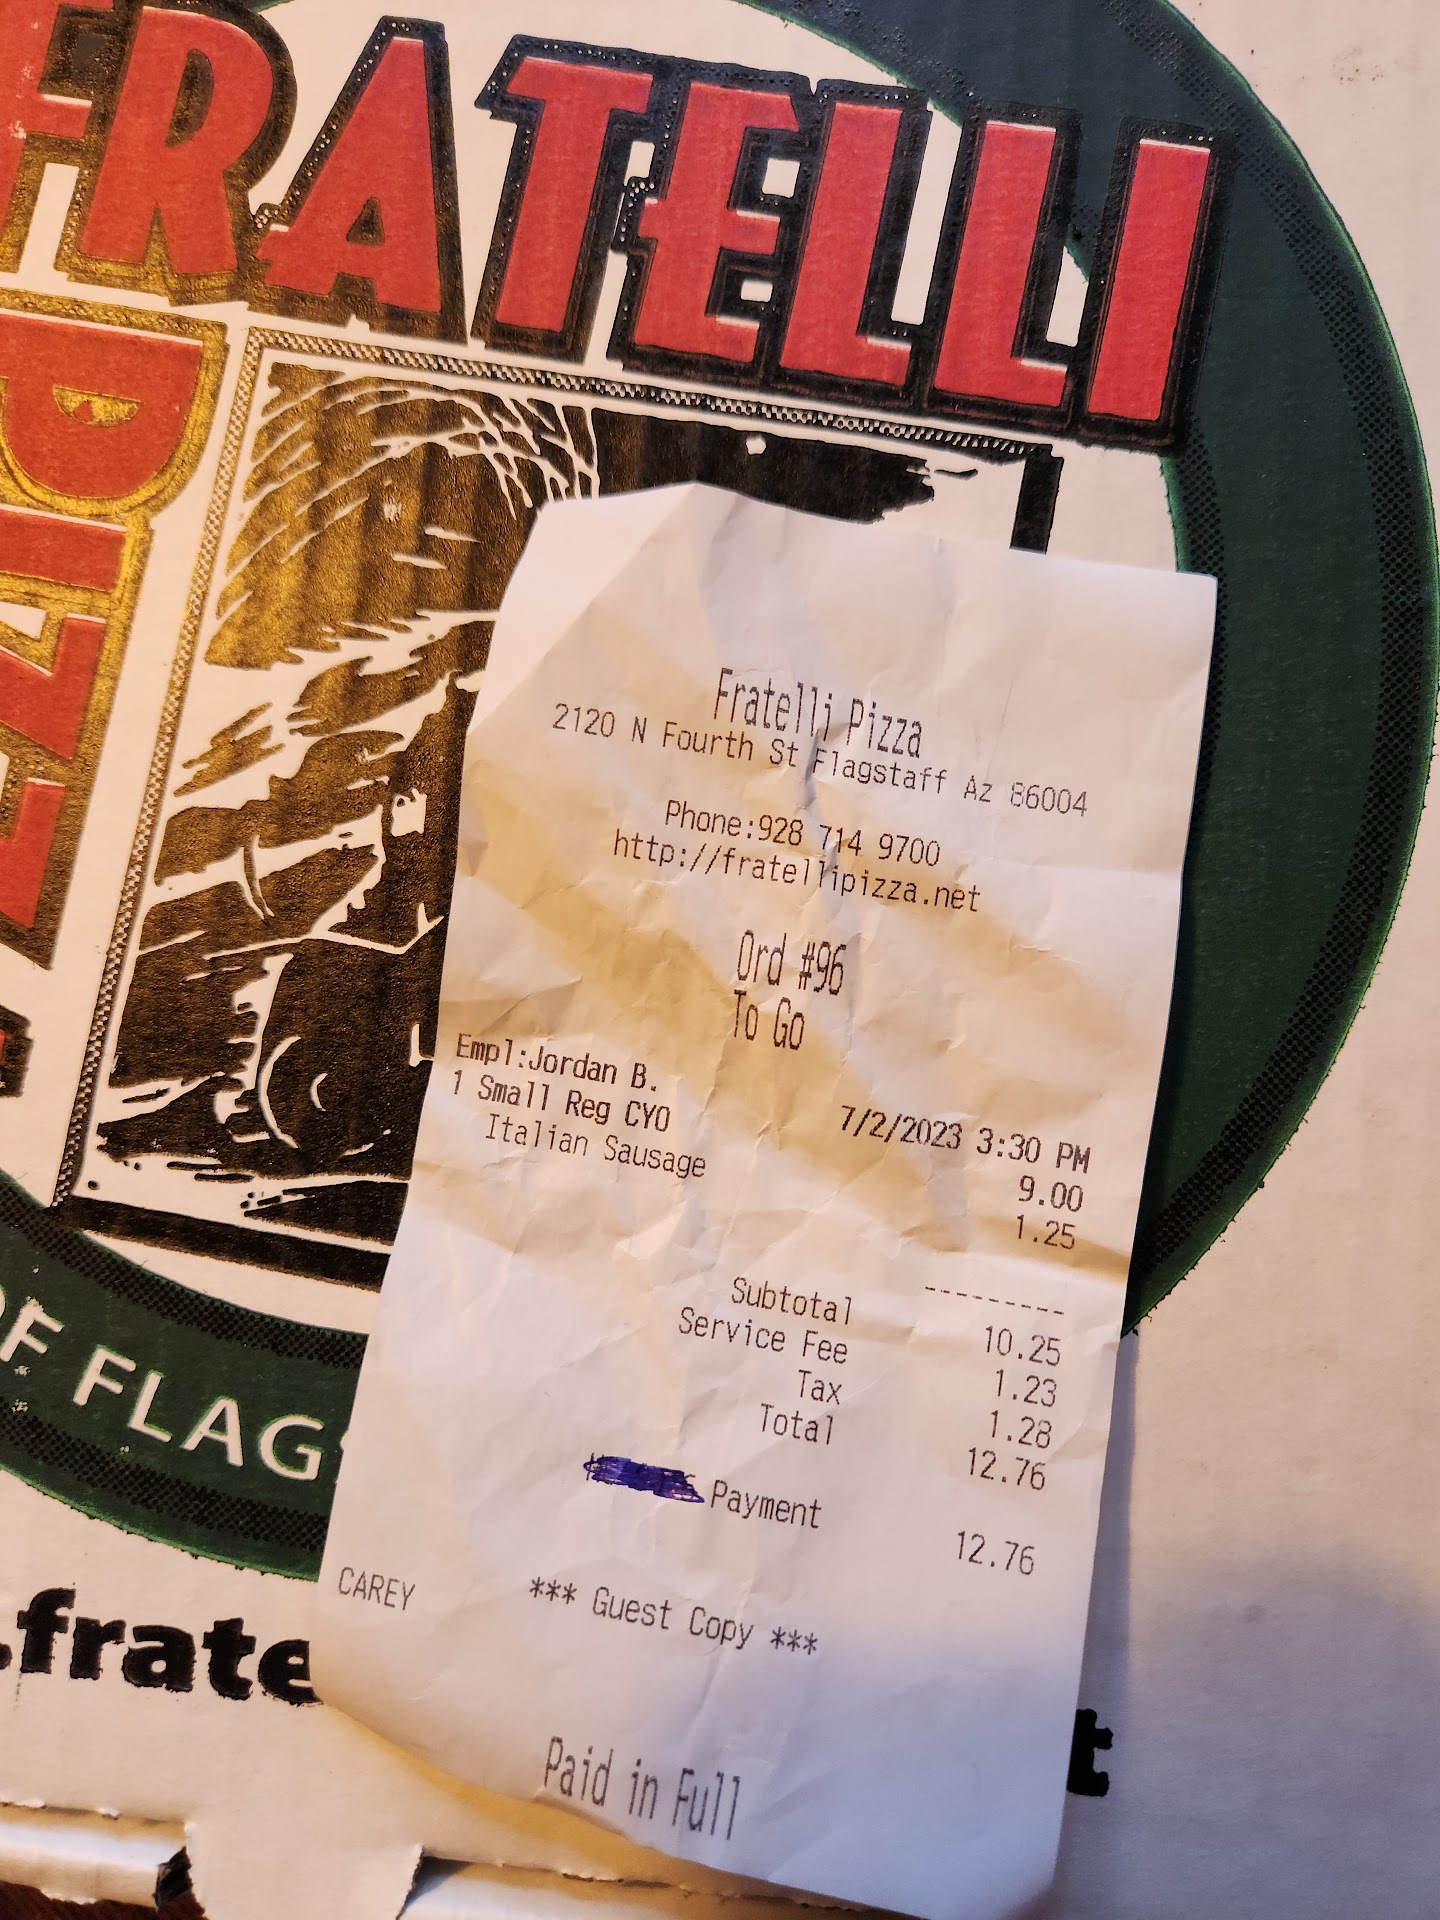 FRATELLI
PIZZA
Fratelli Pizza
2120 N Fourth St Flagstaff Az 86004
Phone:928 714 9700
http://fratellipizza.net
Ord #96
To Go
Empl:Jordan B.
7/2/2023 3:30 PM
1 Small Reg CYO 9.00
Italian Sausage 1.25
---------
Subtotal 10.25
Service Fee 1.23
Tax 1.28
Total 12.76
Payment 12.76
CAREY *** Guest Copy ***
Paid in Full
OF FLAGS
.frate
t